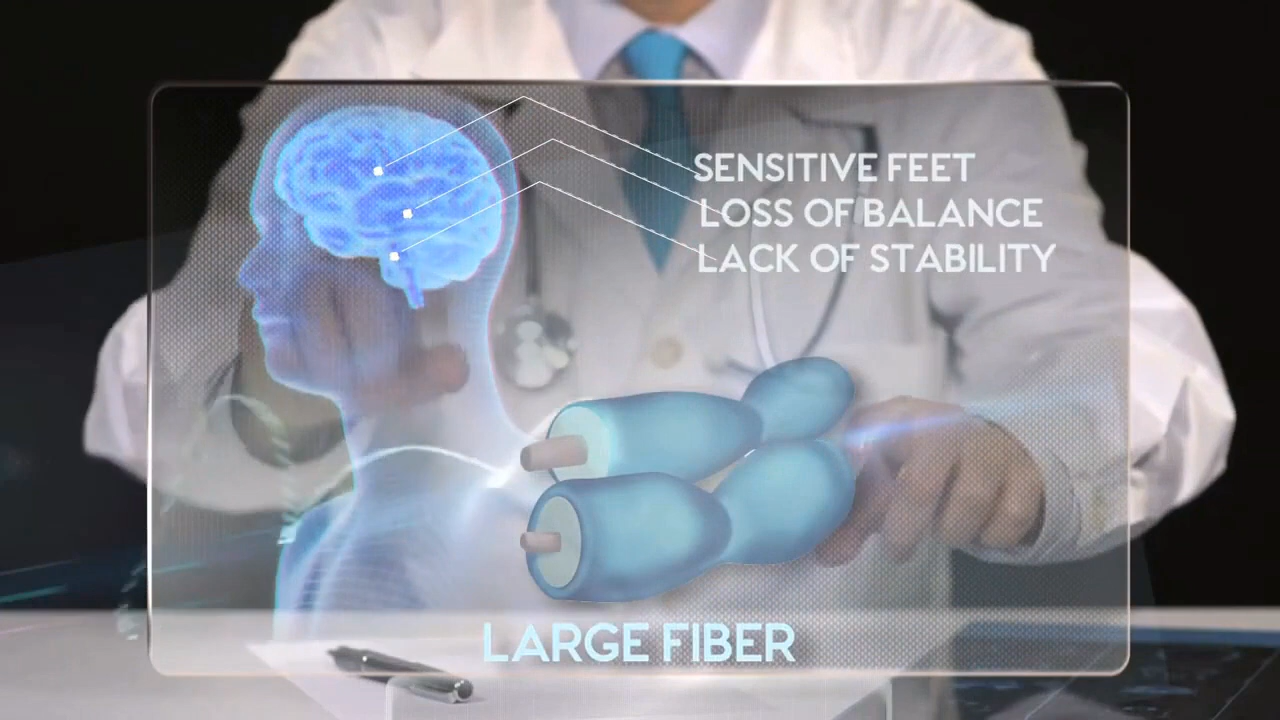 SENSITIVE FEET
LOSS OF BALANCE
LACK OF STABILITY
LARGE FIBER